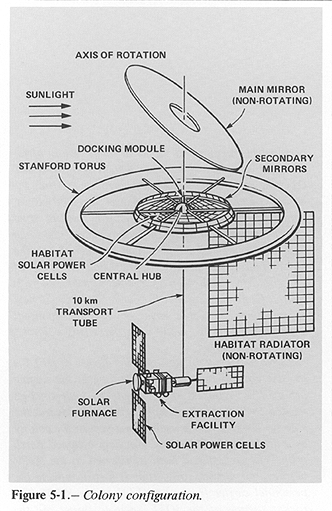 AXIS OF ROTATION
SUNLIGHT
MAIN MIRROR
(NON-ROTATING)
DOCKING MODULE
STANFORD TORUS
SECONDARY
MIRRORS
HABITAT
SOLAR POWER
CELLS
CENTRAL HUB
10 km
TRANSPORT
TUBE
HABITAT RADIATOR
(NON-ROTATING)
SOLAR
FURNACE
EXTRACTION
FACILITY
SOLAR POWER CELLS
Figure 5-1.— Colony configuration.